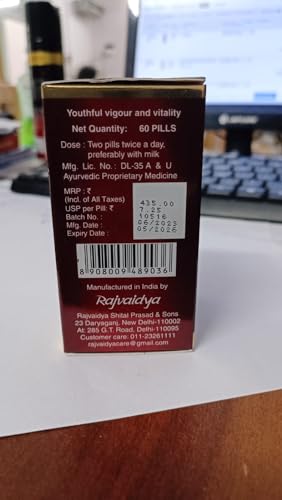 Youthful vigour and vitality
Net Quantity: 60 PILLS
Dose : Two pills twice a day,
preferably with milk
Mfg. Lic. No. : DL-35 A & U
Ayurvedic Proprietary Medicine
MRP : ₹ 435.00
(Incl. of All Taxes)
USP per Pill: ₹ 7.25
Batch No. : 10516
Mfg. Date : 06/2023
Expiry Date : 05/2026
8 908009 489036
Manufactured in India by
Rajvaidya
Rajvaidya Shital Prasad & Sons
23 Daryaganj, New Delhi-110002
At: 285 G.T. Road, Delhi-110095
Customer care: 011-23261111
rajvaidyacare@gmail.com